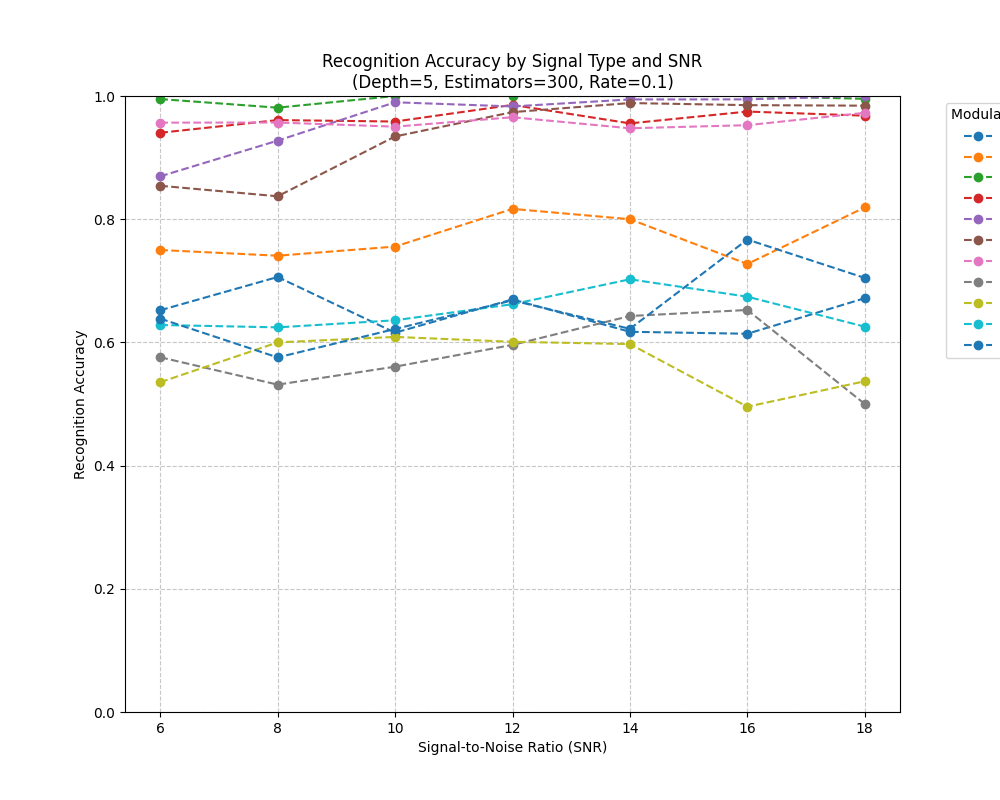 Recognition Accuracy by Signal Type and SNR
(Depth=5, Estimators=300, Rate=0.1)
1.0
0.8
0.6
0.4
0.2
0.0
Recognition Accuracy
6 8 10 12 14 16 18
Signal-to-Noise Ratio (SNR)
Modula